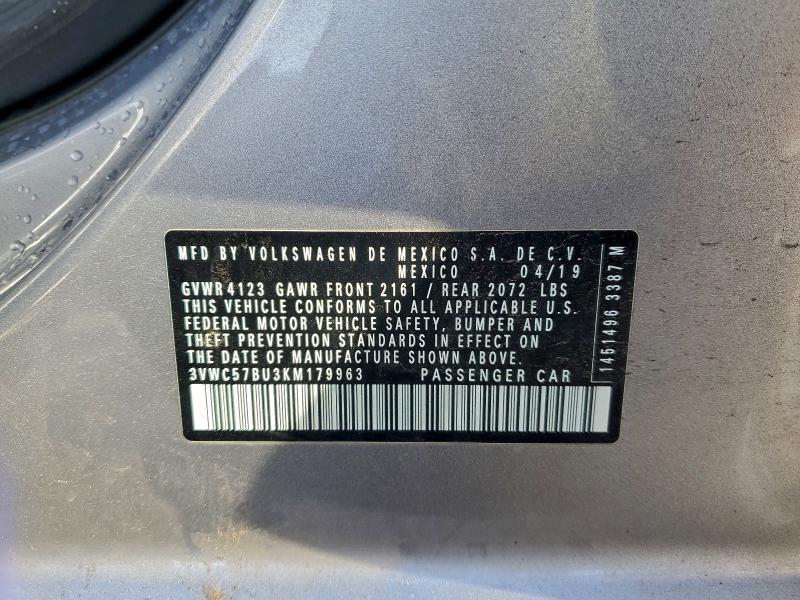 MFD BY VOLKSWAGEN DE MEXICO S.A. DE C.V.
MEXICO 04/19
GVWR 4123 GAWR FRONT 2161 / REAR 2072 LBS
THIS VEHICLE CONFORMS TO ALL APPLICABLE U.S.
FEDERAL MOTOR VEHICLE SAFETY, BUMPER AND
THEFT PREVENTION STANDARDS IN EFFECT ON
THE DATE OF MANUFACTURE SHOWN ABOVE.
3VWC57BU3KM179963 PASSENGER CAR
1451496 3387 M